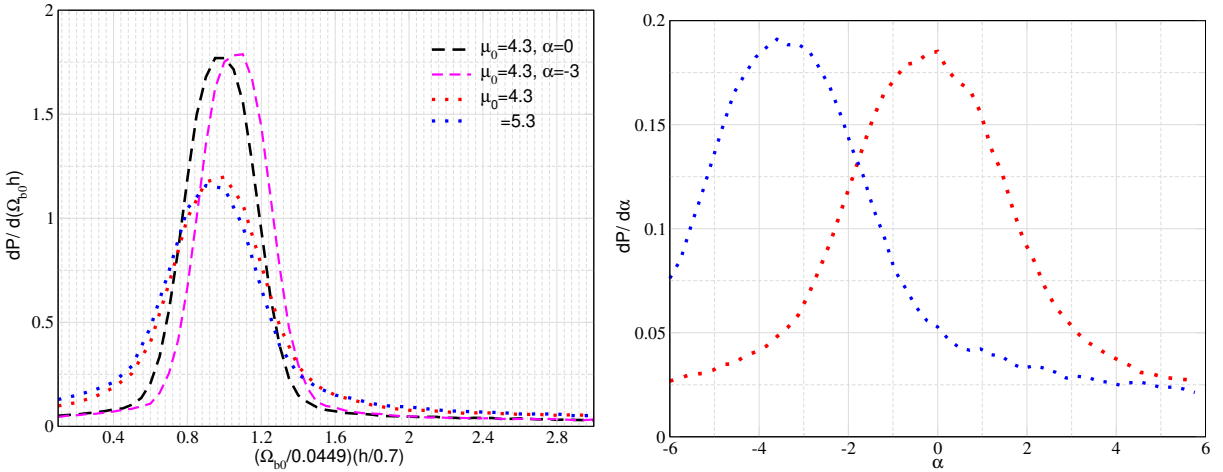 2
1.5
1
0.5
0
dP/ d(Ω_b0h)
0.4 0.8 1.2 1.6 2 2.4 2.8
(Ω_b0/0.0449)(h/0.7)
μ_0=4.3, α=0
μ_0=4.3, α=-3
μ_0=4.3
=5.3
0.2
0.15
0.1
0.05
0
dP/ dα
-6 -4 -2 0 2 4 6
α